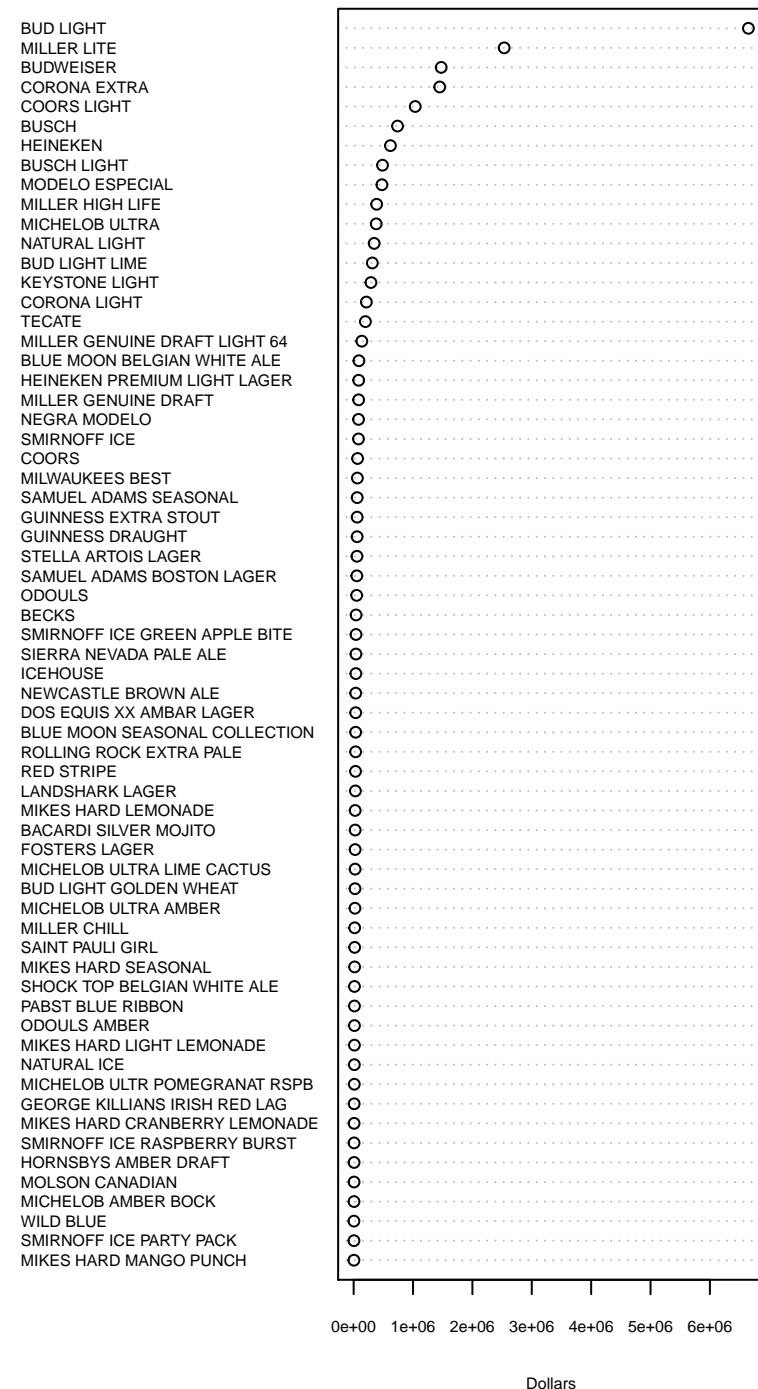 BUD LIGHT
MILLER LITE
BUDWEISER
CORONA EXTRA
COORS LIGHT
BUSCH
HEINEKEN
BUSCH LIGHT
MODELO ESPECIAL
MILLER HIGH LIFE
MICHELOB ULTRA
NATURAL LIGHT
BUD LIGHT LIME
KEYSTONE LIGHT
CORONA LIGHT
TECATE
MILLER GENUINE DRAFT LIGHT 64
BLUE MOON BELGIAN WHITE ALE
HEINEKEN PREMIUM LIGHT LAGER
MILLER GENUINE DRAFT
NEGRA MODELO
SMIRNOFF ICE
COORS
MILWAUKEES BEST
SAMUEL ADAMS SEASONAL
GUINNESS EXTRA STOUT
GUINNESS DRAUGHT
STELLA ARTOIS LAGER
SAMUEL ADAMS BOSTON LAGER
ODOULS
BECKS
SMIRNOFF ICE GREEN APPLE BITE
SIERRA NEVADA PALE ALE
ICEHOUSE
NEWCASTLE BROWN ALE
DOS EQUIS XX AMBAR LAGER
BLUE MOON SEASONAL COLLECTION
ROLLING ROCK EXTRA PALE
RED STRIPE
LANDSHARK LAGER
MIKES HARD LEMONADE
BACARDI SILVER MOJITO
FOSTERS LAGER
MICHELOB ULTRA LIME CACTUS
BUD LIGHT GOLDEN WHEAT
MICHELOB ULTRA AMBER
MILLER CHILL
SAINT PAULI GIRL
MIKES HARD SEASONAL
SHOCK TOP BELGIAN WHITE ALE
PABST BLUE RIBBON
ODOULS AMBER
MIKES HARD LIGHT LEMONADE
NATURAL ICE
MICHELOB ULTR POMEGRANAT RSPB
GEORGE KILLIANS IRISH RED LAG
MIKES HARD CRANBERRY LEMONADE
SMIRNOFF ICE RASPBERRY BURST
HORNSBYS AMBER DRAFT
MOLSON CANADIAN
MICHELOB AMBER BOCK
WILD BLUE
SMIRNOFF ICE PARTY PACK
MIKES HARD MANGO PUNCH
0e+00 1e+06 2e+06 3e+06 4e+06 5e+06 6e+06
Dollars